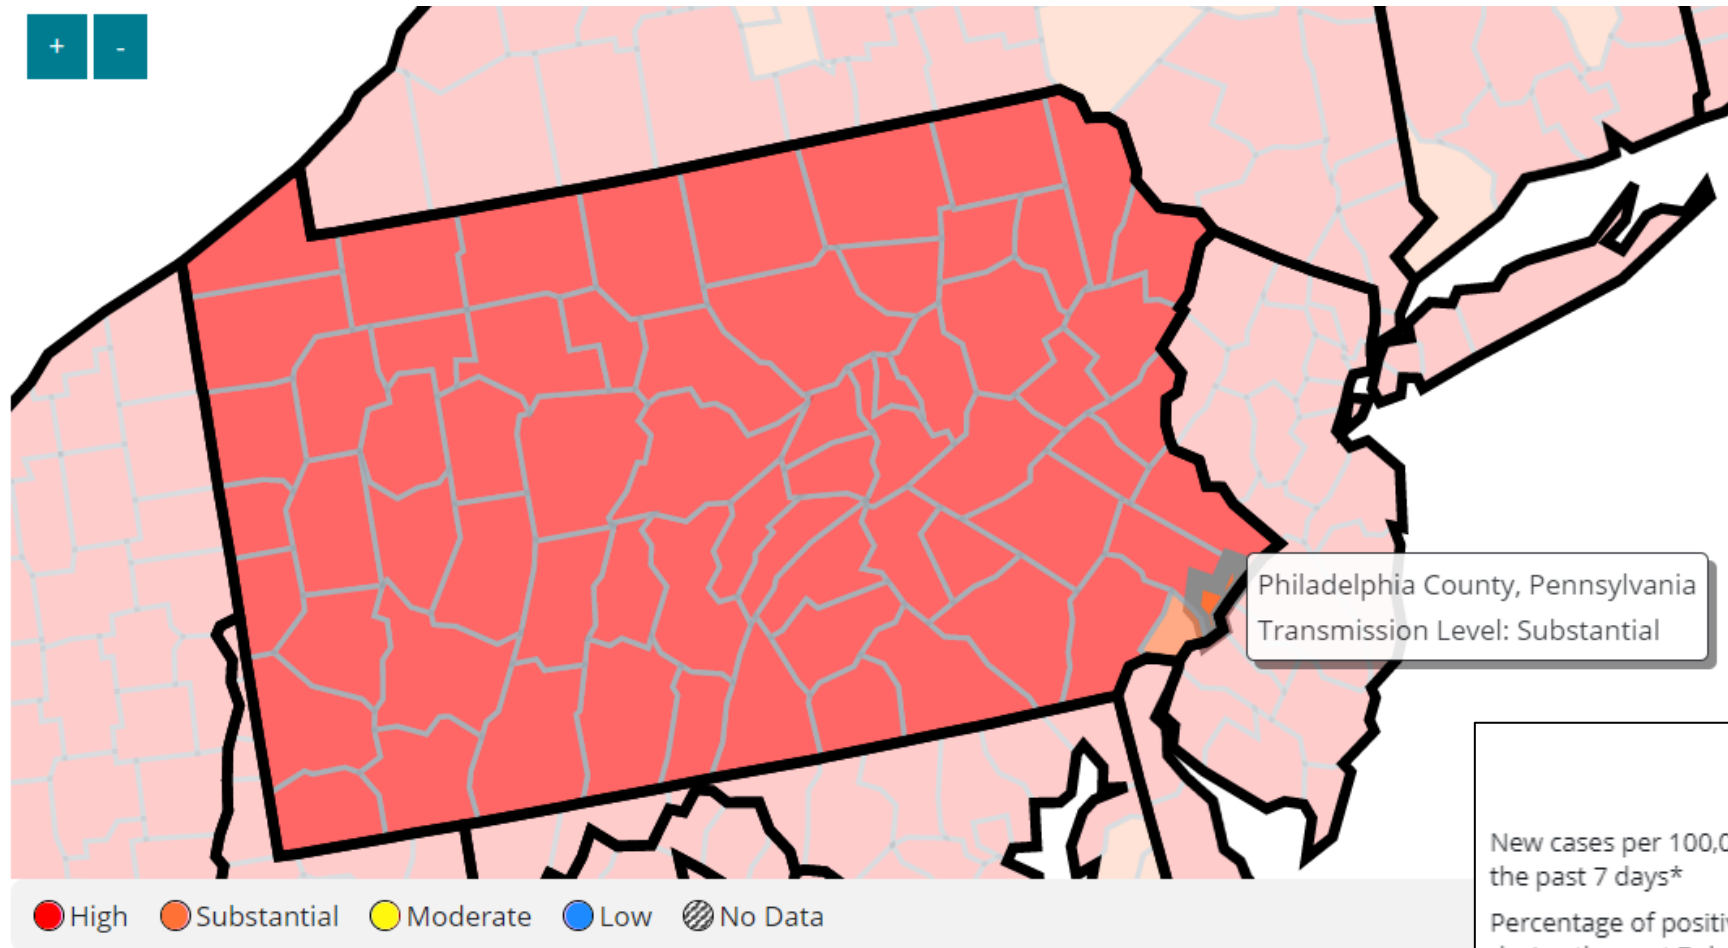 + -
Philadelphia County, Pennsylvania
Transmission Level: Substantial
New cases per 100,0
the past 7 days*
Percentage of positiv
High Substantial Moderate Low No Data